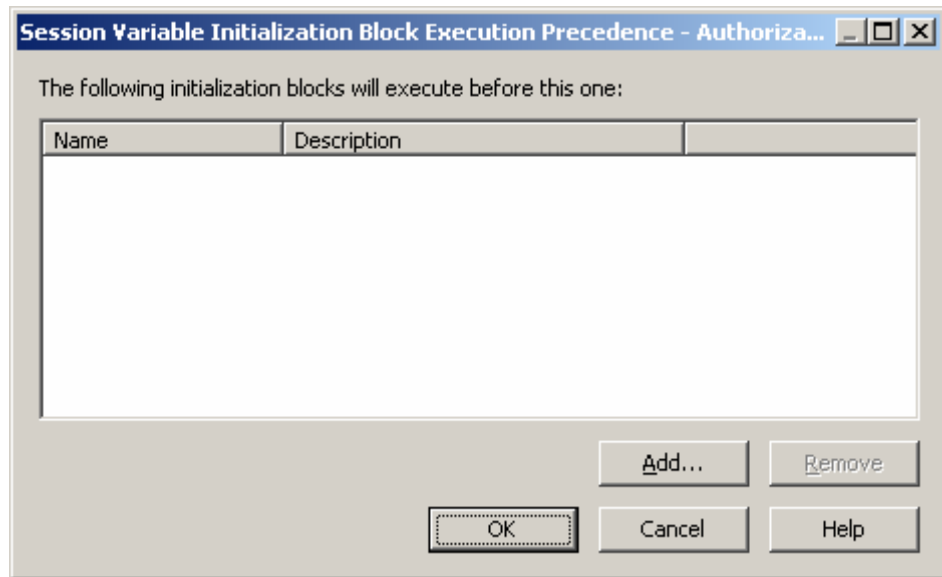 Session Variable Initialization Block Execution Precedence - Authoriza...
The following initialization blocks will execute before this one:
Name Description
Add... Remove
OK Cancel Help